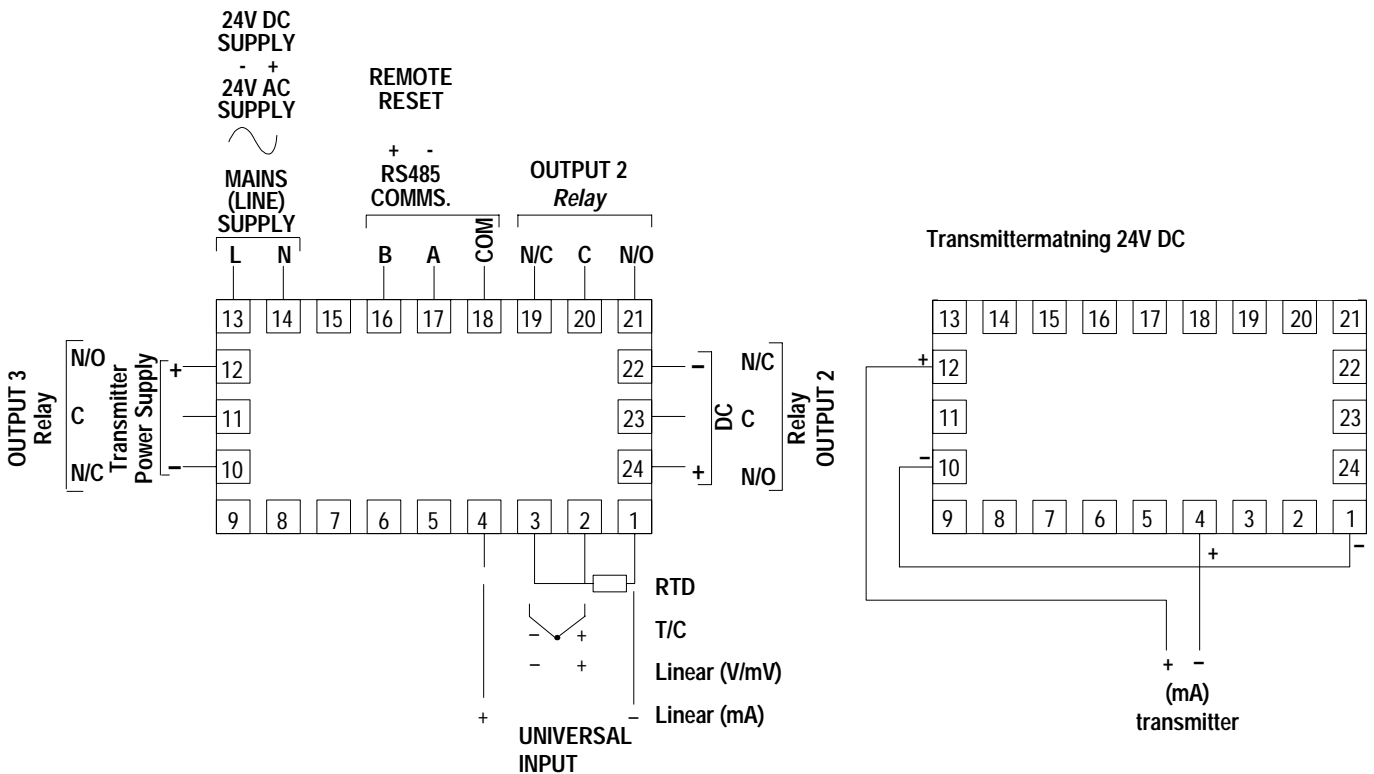 24V DC
SUPPLY
- +
24V AC
SUPPLY
MAINS
(LINE)
SUPPLY
L N
REMOTE
RESET
+ -
RS485
COMMS.
B A COM
OUTPUT 2
Relay
N/C C N/O
13 14 15 16 17 18 19 20 21
OUTPUT 3
Relay
N/O
C
N/C
Transmitter
Power Supply
+
−
12
11
10
22
23
24
−
+
DC
N/C
C
N/O
Relay
OUTPUT 2
9 8 7 6 5 4 3 2 1
RTD
− + T/C
− + Linear (V/mV)
+ − Linear (mA)
UNIVERSAL
INPUT
Transmittermatning 24V DC
13 14 15 16 17 18 19 20 21
+ 12 22
11 23
− 10 24
9 8 7 6 5 4 3 2 1
+ −
+ −
(mA)
transmitter